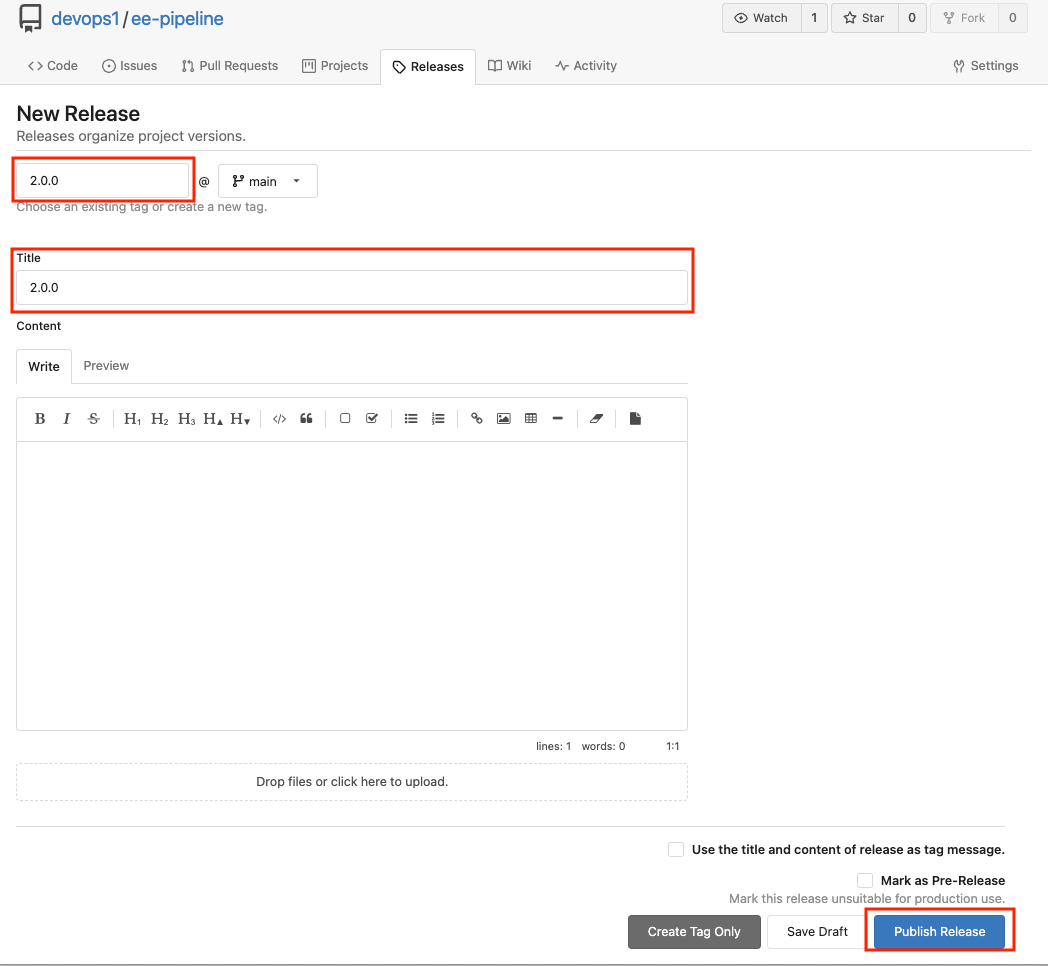 devops1 / ee-pipeline
Watch 1 Star 0 Fork 0
Code Issues Pull Requests Projects Releases Wiki Activity Settings
New Release
Releases organize project versions.
2.0.0 @ main
Choose an existing tag or create a new tag.
Title
2.0.0
Content
Write Preview
B I S H1 H2 H3 H▲ H▼
lines: 1 words: 0 1:1
Drop files or click here to upload.
Use the title and content of release as tag message.
Mark as Pre-Release
Mark this release unsuitable for production use.
Create Tag Only Save Draft Publish Release